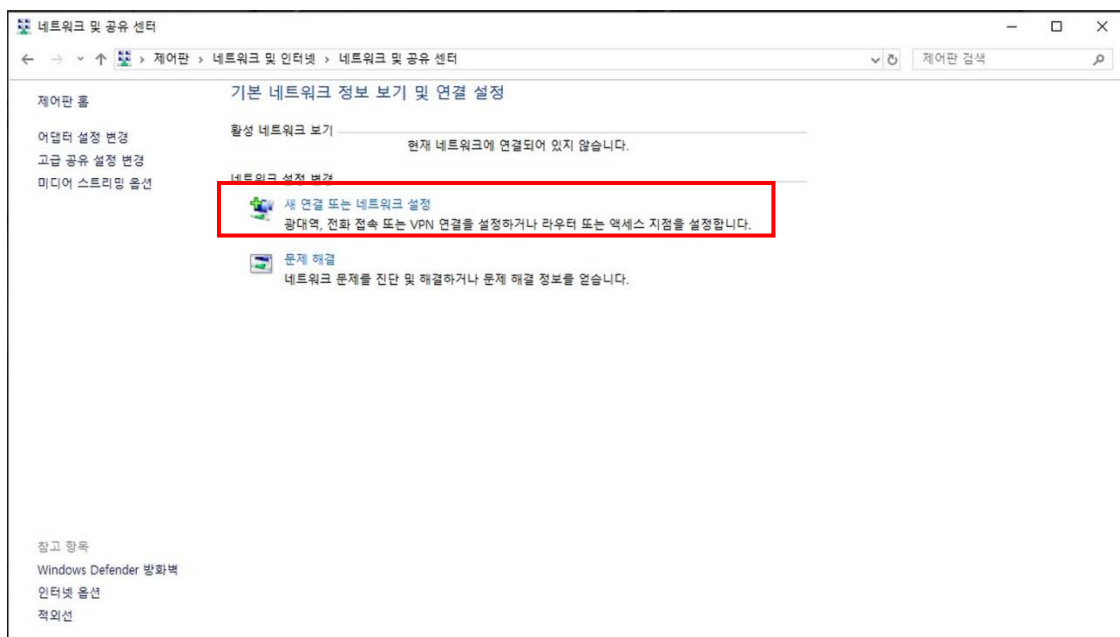 네트워크 및 공유 센터
제어판 > 네트워크 및 인터넷 > 네트워크 및 공유 센터
제어판 검색
제어판 홈
어댑터 설정 변경
고급 공유 설정 변경
미디어 스트리밍 옵션
기본 네트워크 정보 보기 및 연결 설정
활성 네트워크 보기
현재 네트워크에 연결되어 있지 않습니다.
네트워크 설정 변경
새 연결 또는 네트워크 설정
광대역, 전화 접속 또는 VPN 연결을 설정하거나 라우터 또는 액세스 지점을 설정합니다.
문제 해결
네트워크 문제를 진단 및 해결하거나 문제 해결 정보를 얻습니다.
참고 항목
Windows Defender 방화벽
인터넷 옵션
적외선